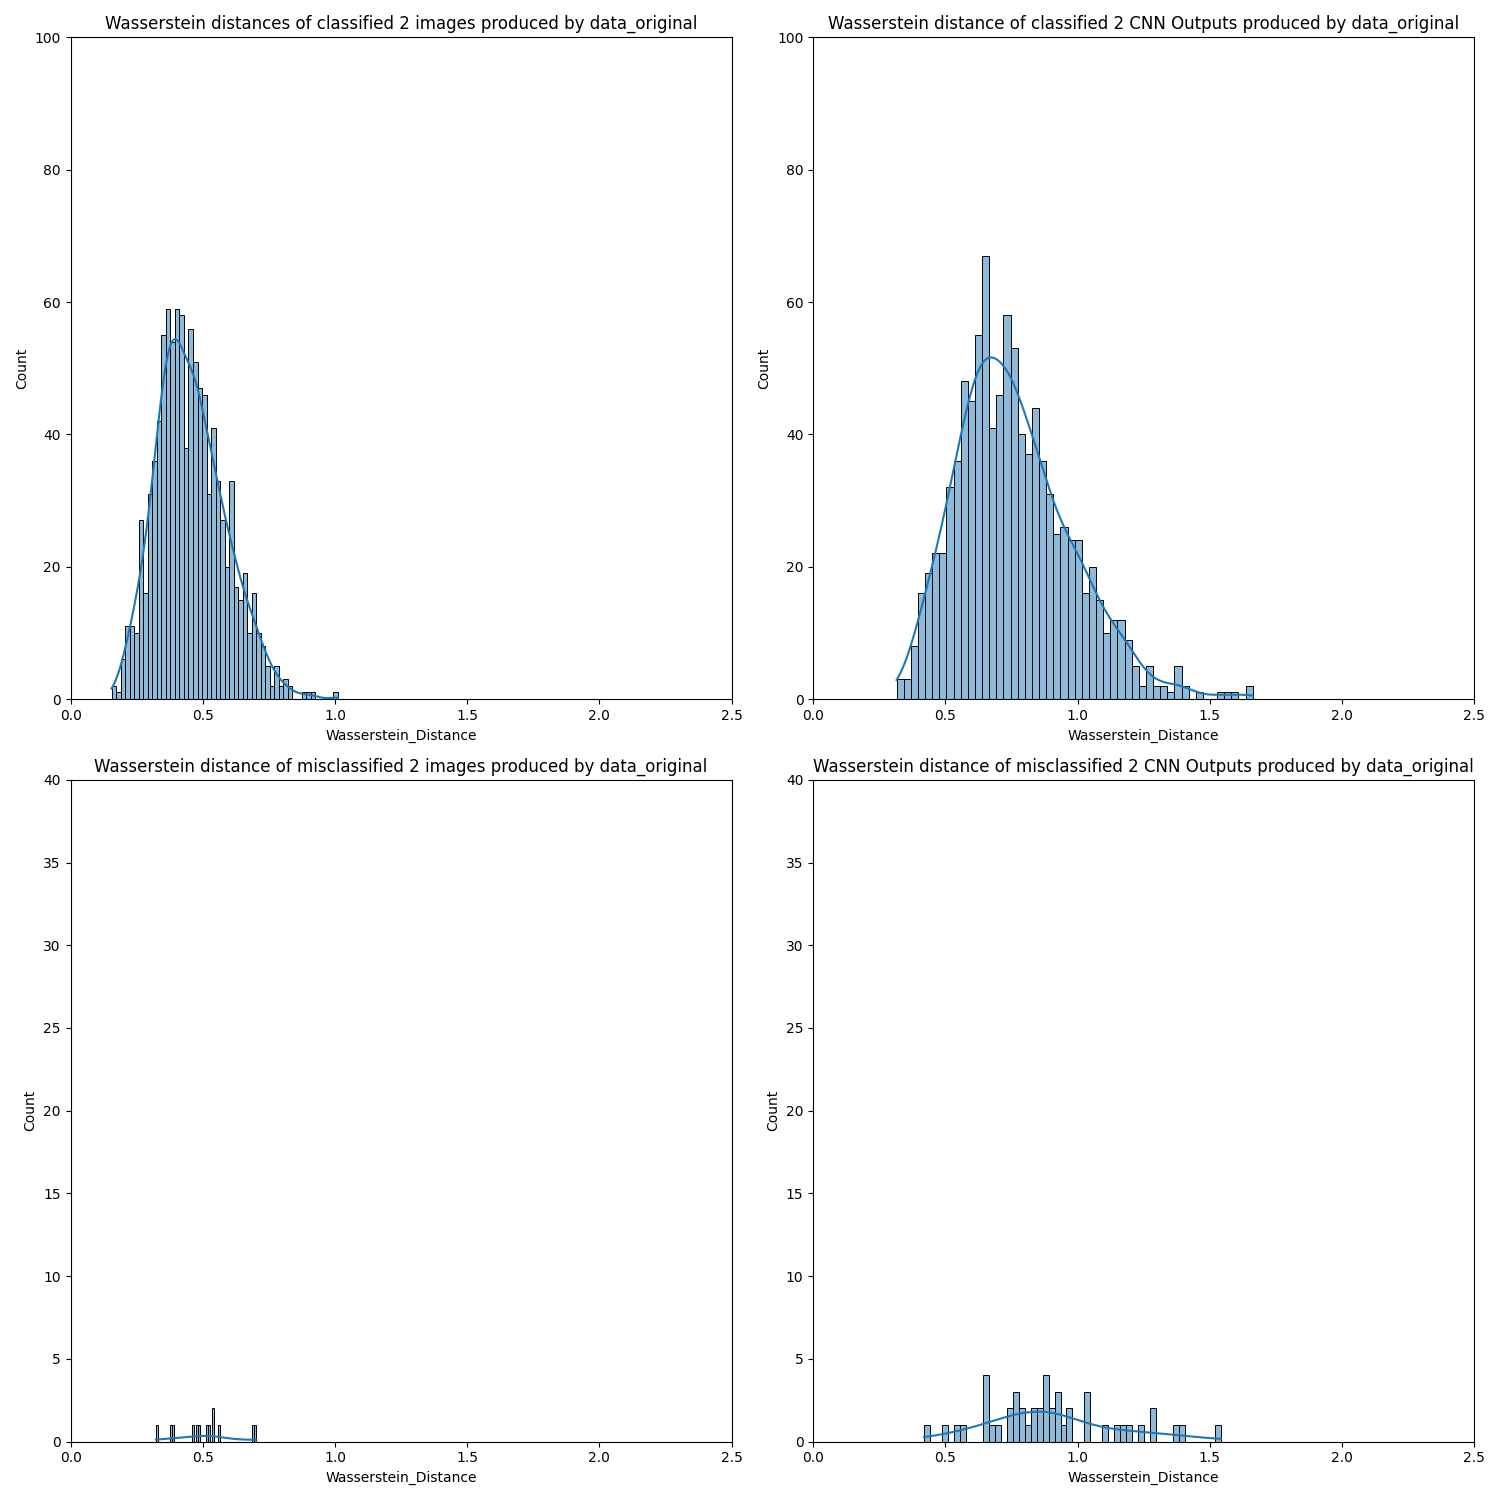 Wasserstein distances of classified 2 images produced by data_original
100
80
60
40
20
0
Count
0.0 0.5 1.0 1.5 2.0 2.5
Wasserstein_Distance
Wasserstein distance of classified 2 CNN Outputs produced by data_original
100
80
60
40
20
0
Count
0.0 0.5 1.0 1.5 2.0 2.5
Wasserstein_Distance
Wasserstein distance of misclassified 2 images produced by data_original
40
35
30
25
20
15
10
5
0
Count
0.0 0.5 1.0 1.5 2.0 2.5
Wasserstein_Distance
Wasserstein distance of misclassified 2 CNN Outputs produced by data_original
40
35
30
25
20
15
10
5
0
Count
0.0 0.5 1.0 1.5 2.0 2.5
Wasserstein_Distance